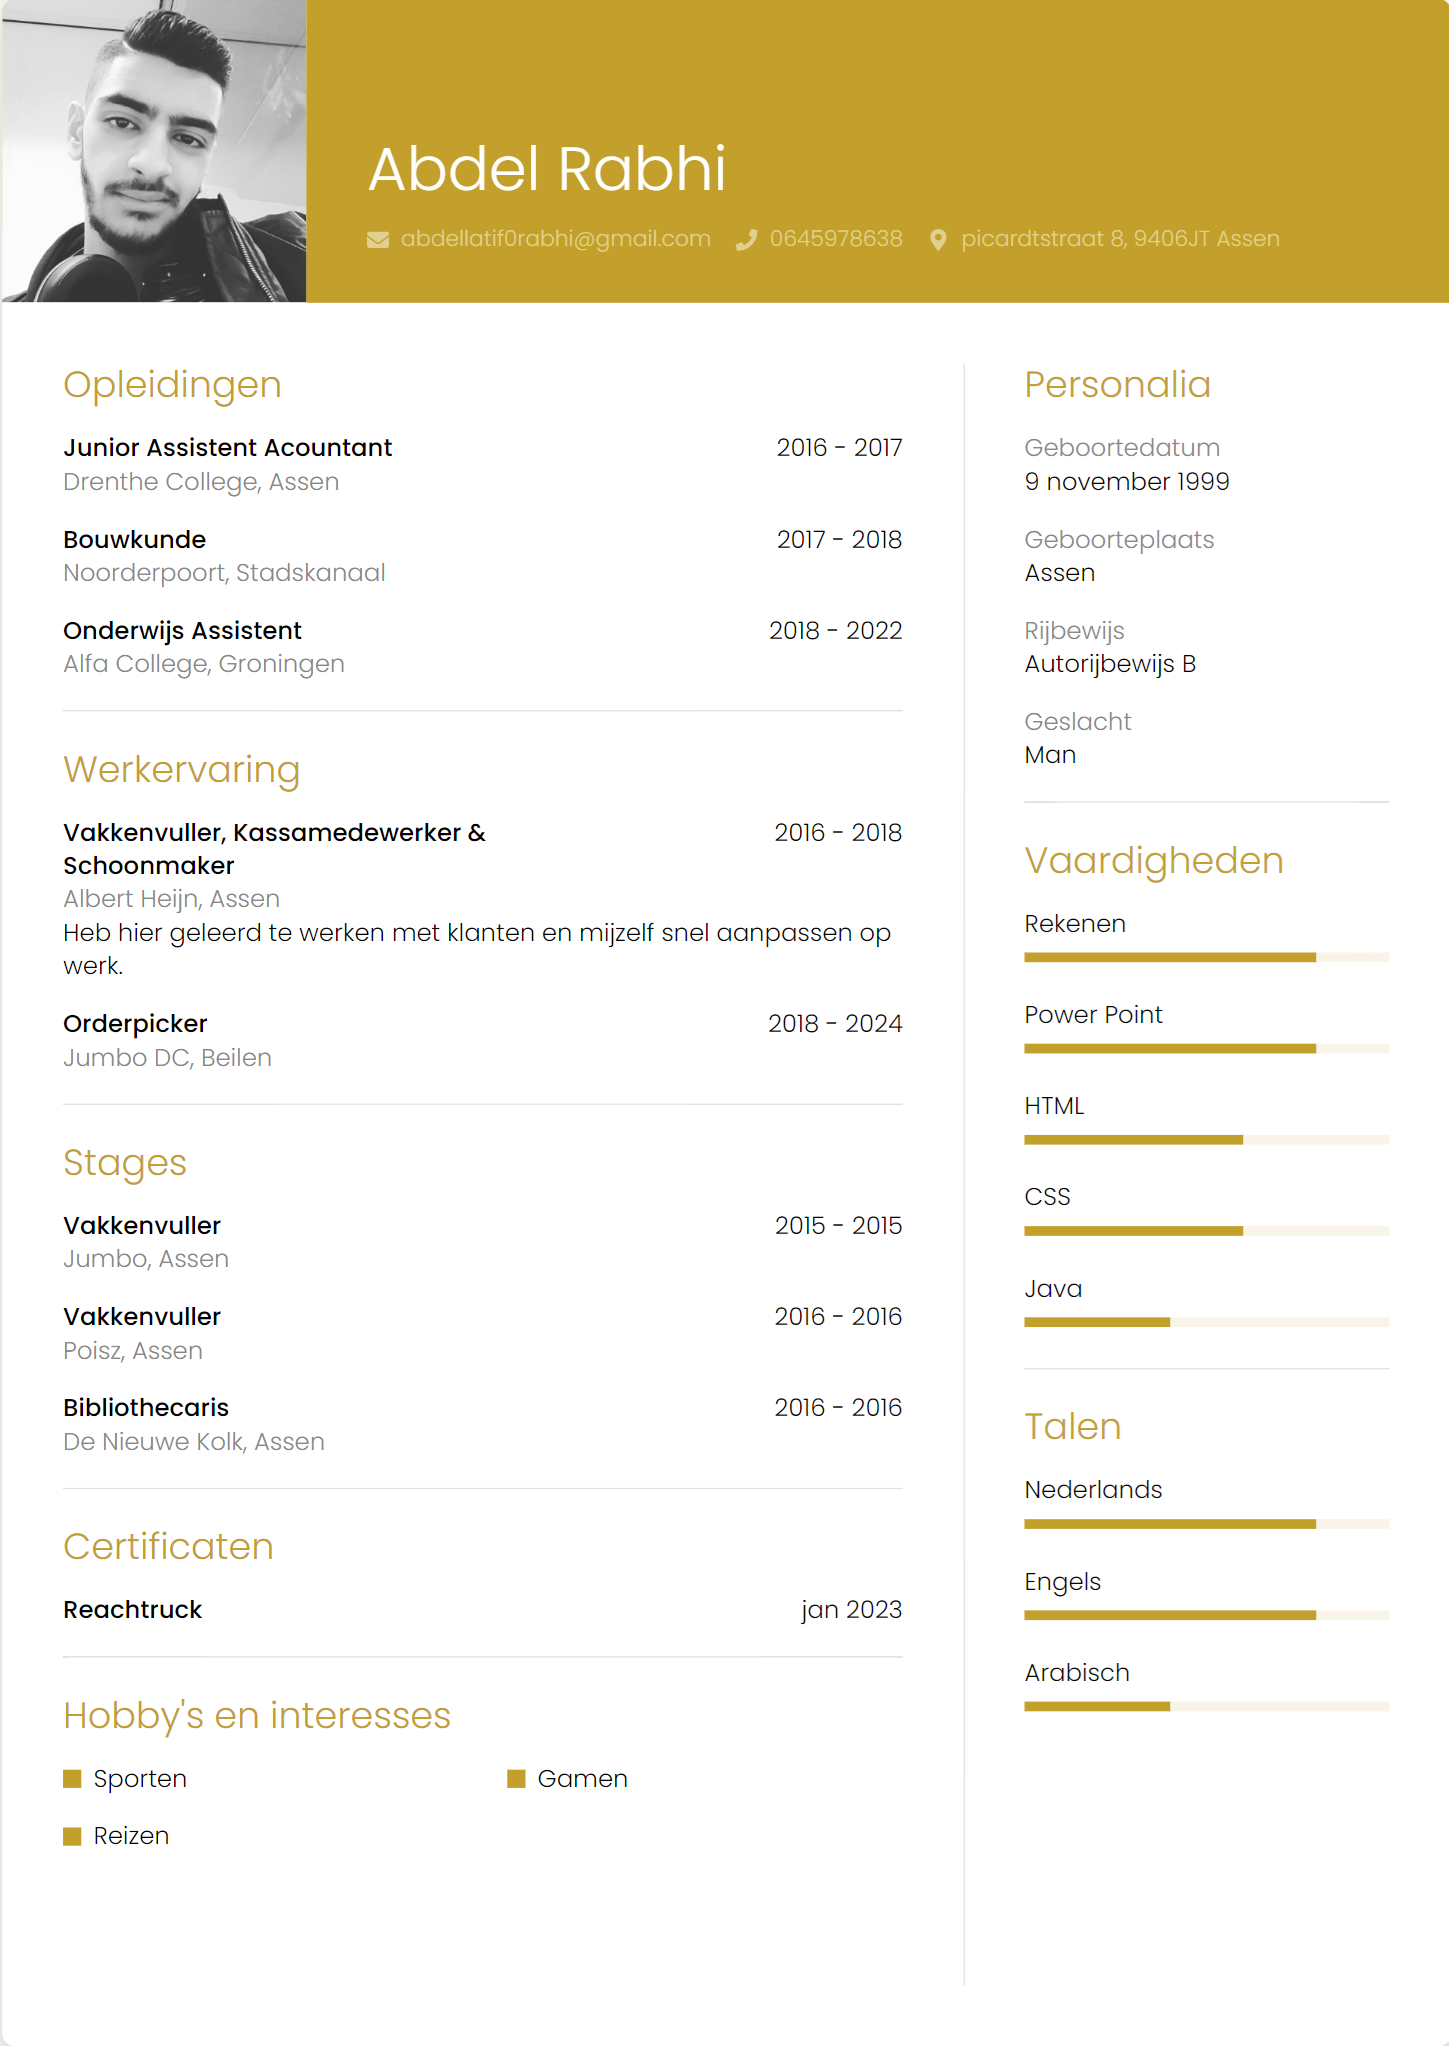 Abdel Rabhi
abdellatif0rabhi@gmail.com 0645978638 picardtstraat 8, 9406JT Assen
Opleidingen
Junior Assistent Acountant 2016 - 2017
Drenthe College, Assen
Bouwkunde 2017 - 2018
Noorderpoort, Stadskanaal
Onderwijs Assistent 2018 - 2022
Alfa College, Groningen
Werkervaring
Vakkenvuller, Kassamedewerker & 2016 - 2018
Schoonmaker
Albert Heijn, Assen
Heb hier geleerd te werken met klanten en mijzelf snel aanpassen op
werk.
Orderpicker 2018 - 2024
Jumbo DC, Beilen
Stages
Vakkenvuller 2015 - 2015
Jumbo, Assen
Vakkenvuller 2016 - 2016
Poisz, Assen
Bibliothecaris 2016 - 2016
De Nieuwe Kolk, Assen
Certificaten
Reachtruck jan 2023
Hobby's en interesses
Sporten Gamen
Reizen
Personalia
Geboortedatum
9 november 1999
Geboorteplaats
Assen
Rijbewijs
Autorijbewijs B
Geslacht
Man
Vaardigheden
Rekenen
Power Point
HTML
CSS
Java
Talen
Nederlands
Engels
Arabisch